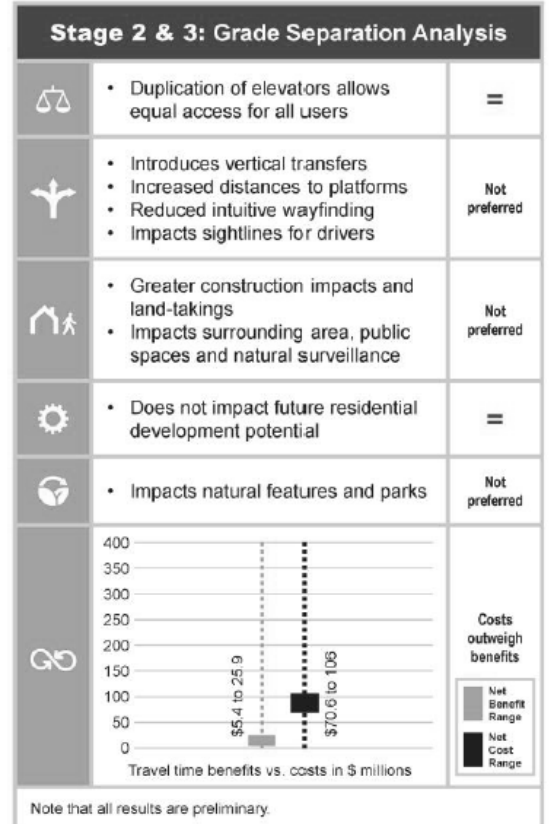 Stage 2 & 3: Grade Separation Analysis
• Duplication of elevators allows
equal access for all users
=
• Introduces vertical transfers
• Increased distances to platforms
• Reduced intuitive wayfinding
• Impacts sightlines for drivers
Not
preferred
• Greater construction impacts and
land-takings
• Impacts surrounding area, public
spaces and natural surveillance
Not
preferred
• Does not impact future residential
development potential
=
• Impacts natural features and parks
Not
preferred
400
350
300
250
200
150
100
50
0
$5.4 to 25.9
$70.6 to 106
Travel time benefits vs. costs in $ millions
Costs
outweigh
benefits
Net
Benefit
Range
Net
Cost
Range
Note that all results are preliminary.